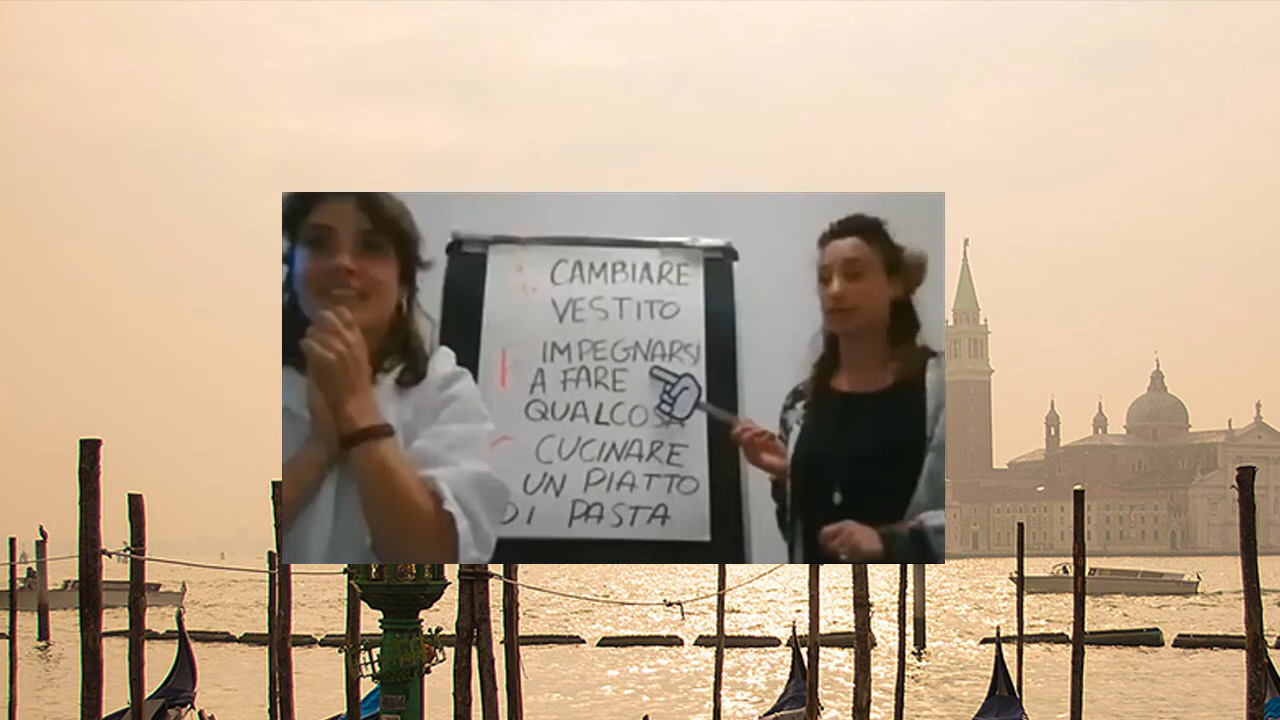 CAMBIARE
VESTITO
IMPEGNARSI
A FARE
QUALCOSA
CUCINARE
UN PIATTO
DI PASTA